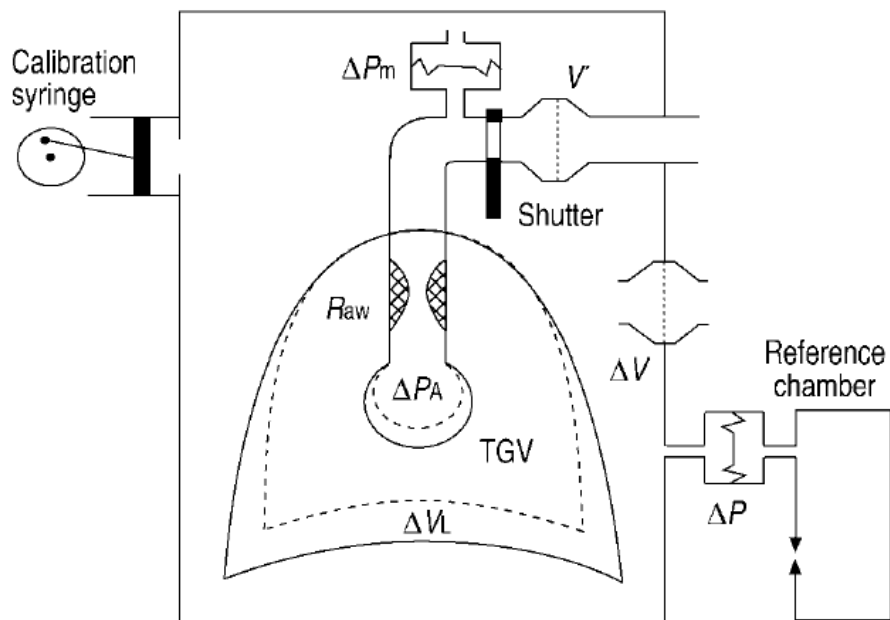 Calibration
syringe
ΔPm
V′
Shutter
Raw
ΔPA
TGV
ΔVL
ΔV
Reference
chamber
ΔP